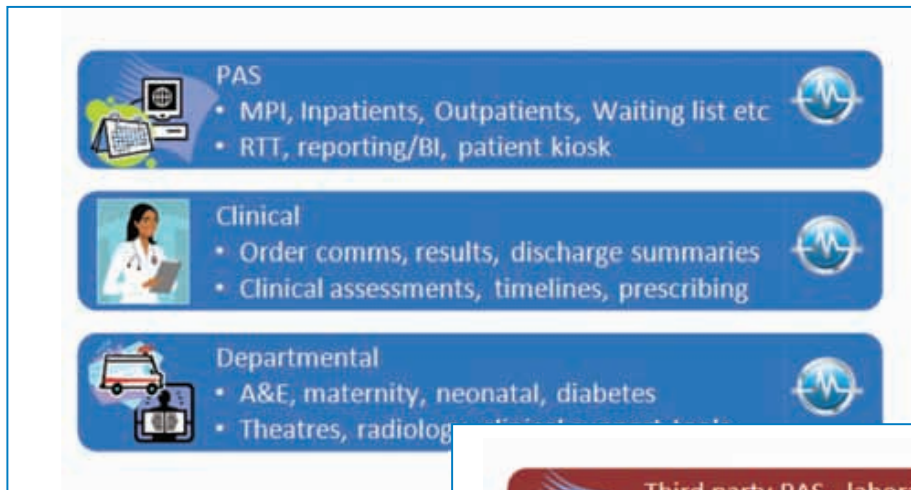 PAS
• MPI, Inpatients, Outpatients, Waiting list etc
• RTT, reporting/BI, patient kiosk
Clinical
• Order comms, results, discharge summaries
• Clinical assessments, timelines, prescribing
Departmental
• A&E, maternity, neonatal, diabetes
• Theatres, radiology
Third party PAS